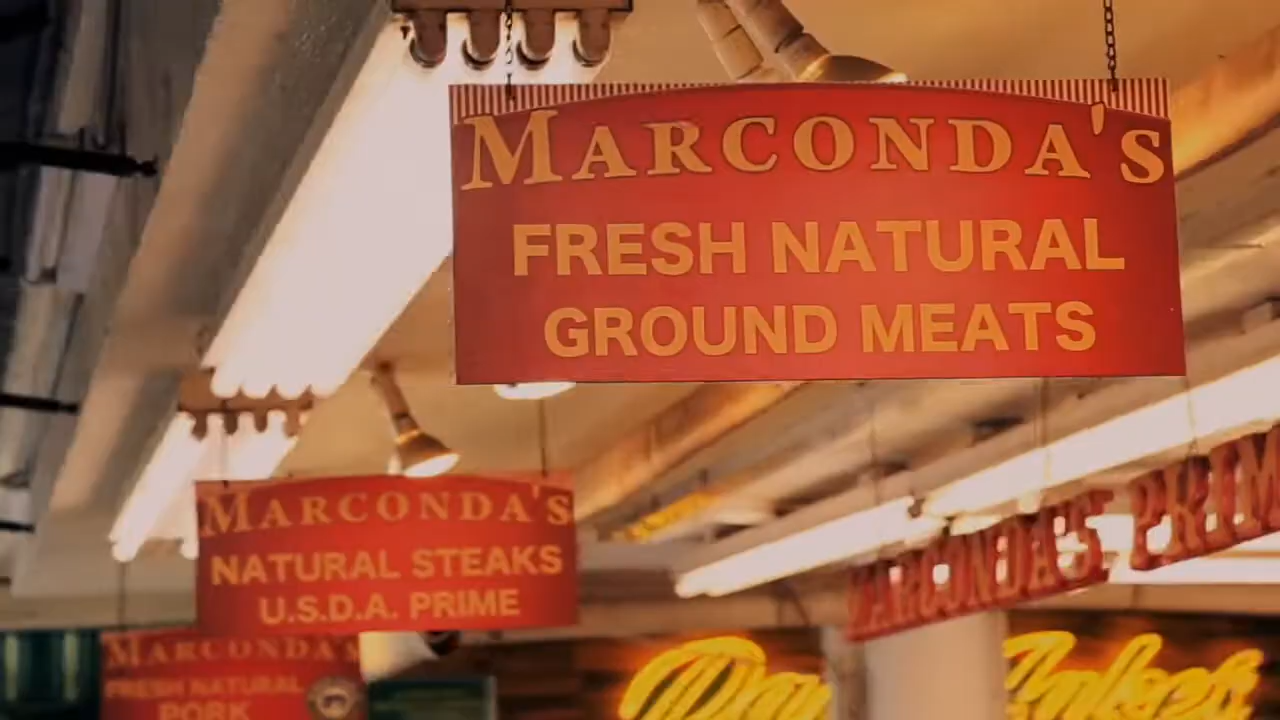 MARCONDA'S
FRESH NATURAL
GROUND MEATS
MARCONDA'S
NATURAL STEAKS
U.S.D.A. PRIME
MARCONDA'S PRIM
MARCONDA'S
FRESH NATURAL
PORK